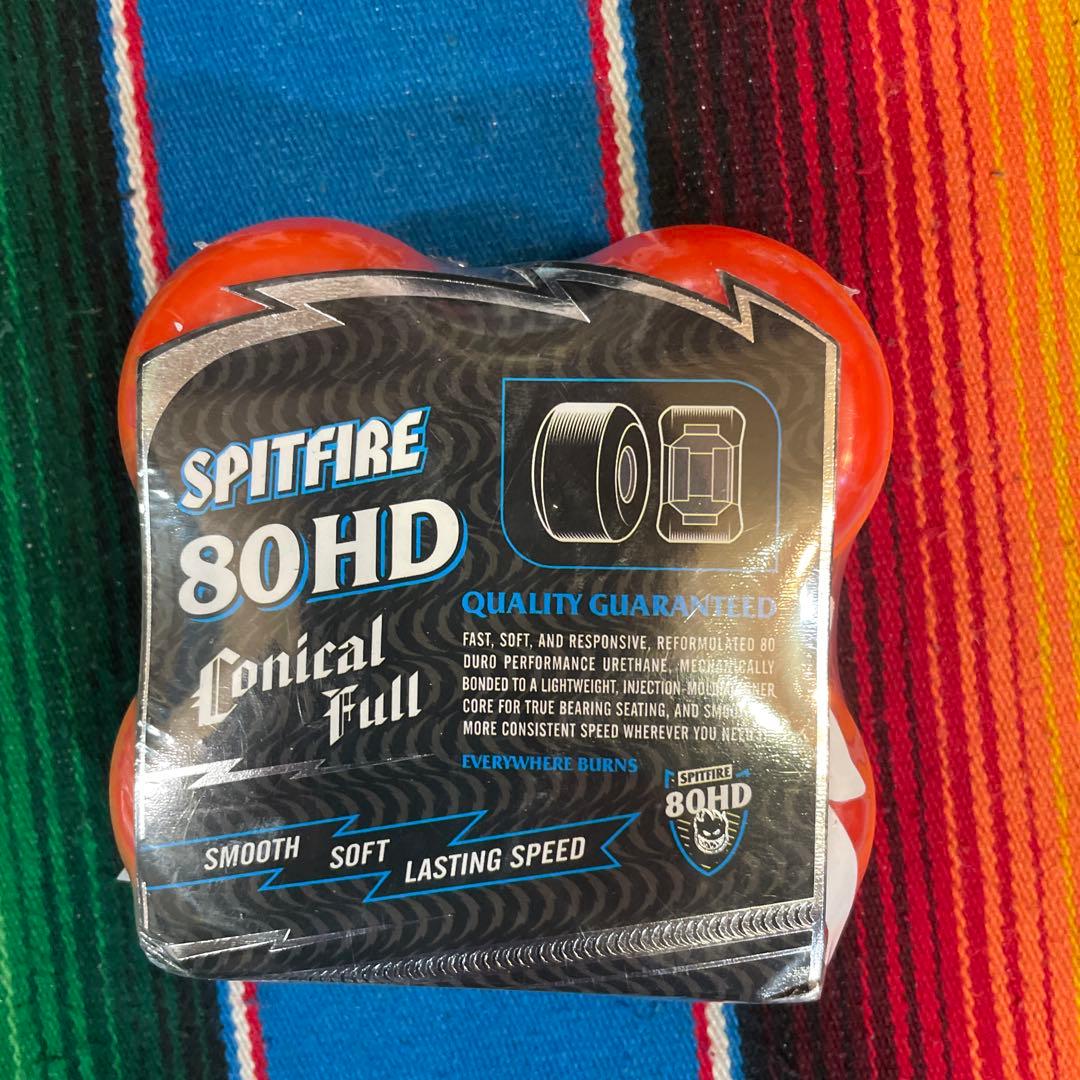 SPITFIRE
80HD
Conical
Full
QUALITY GUARANTEED
FAST, SOFT, AND RESPONSIVE, REFORMULATED 80
DURO PERFORMANCE URETHANE, MECHANICALLY
BONDED TO A LIGHTWEIGHT, INJECTION-MOLDED
CORE FOR TRUE BEARING SEATING, AND
MORE CONSISTENT SPEED WHEREVER YOU
EVERYWHERE BURNS
SPITFIRE
80HD
SMOOTH SOFT LASTING SPEED